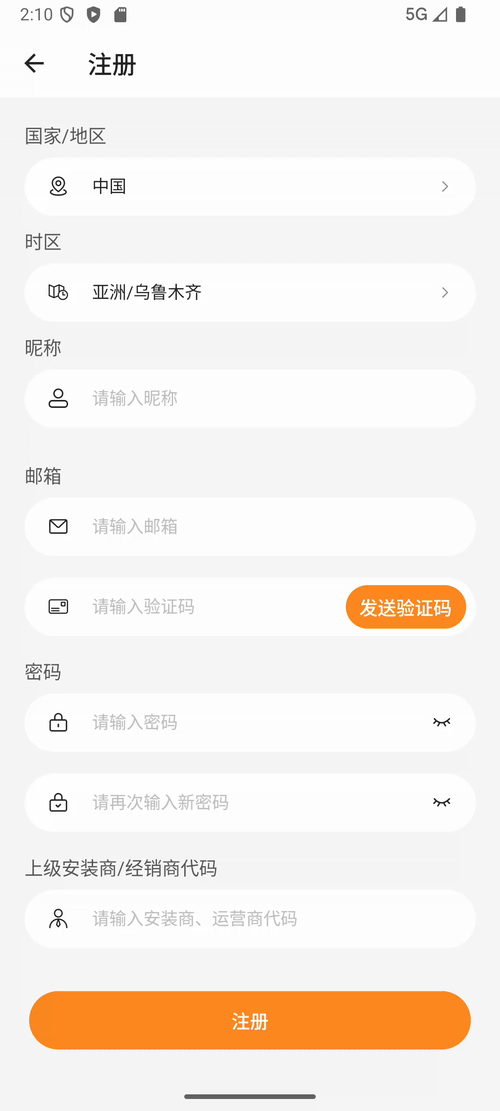 2:10
5G
注册
国家/地区
中国
时区
亚洲/乌鲁木齐
昵称
请输入昵称
邮箱
请输入邮箱
请输入验证码
发送验证码
密码
请输入密码
请再次输入新密码
上级安装商/经销商代码
请输入安装商、运营商代码
注册